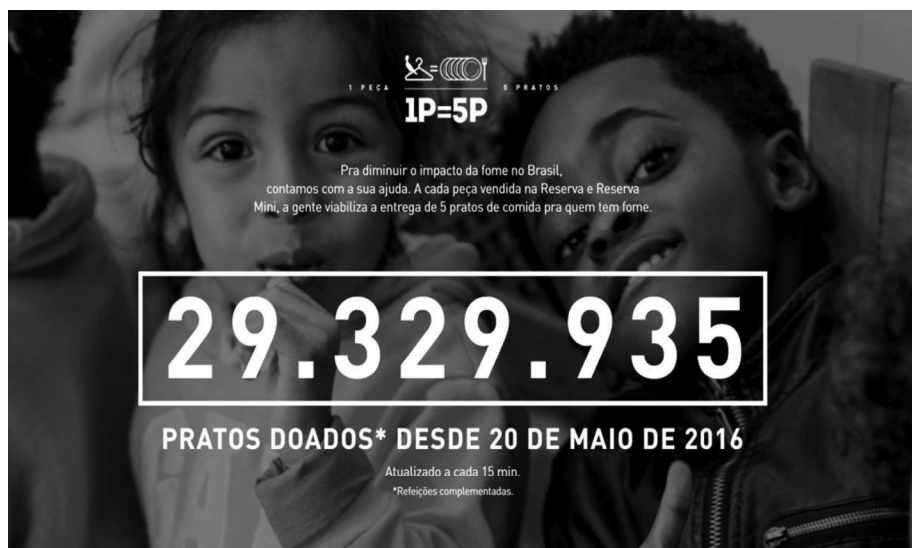 1 PEÇA = 5 PRATOS
1P=5P
Pra diminuir o impacto da fome no Brasil,
contamos com a sua ajuda. A cada peça vendida na Reserva e Reserva
Mini, a gente viabiliza a entrega de 5 pratos de comida pra quem tem fome.
29.329.935
PRATOS DOADOS* DESDE 20 DE MAIO DE 2016
Atualizado a cada 15 min.
*Refeições complementadas.